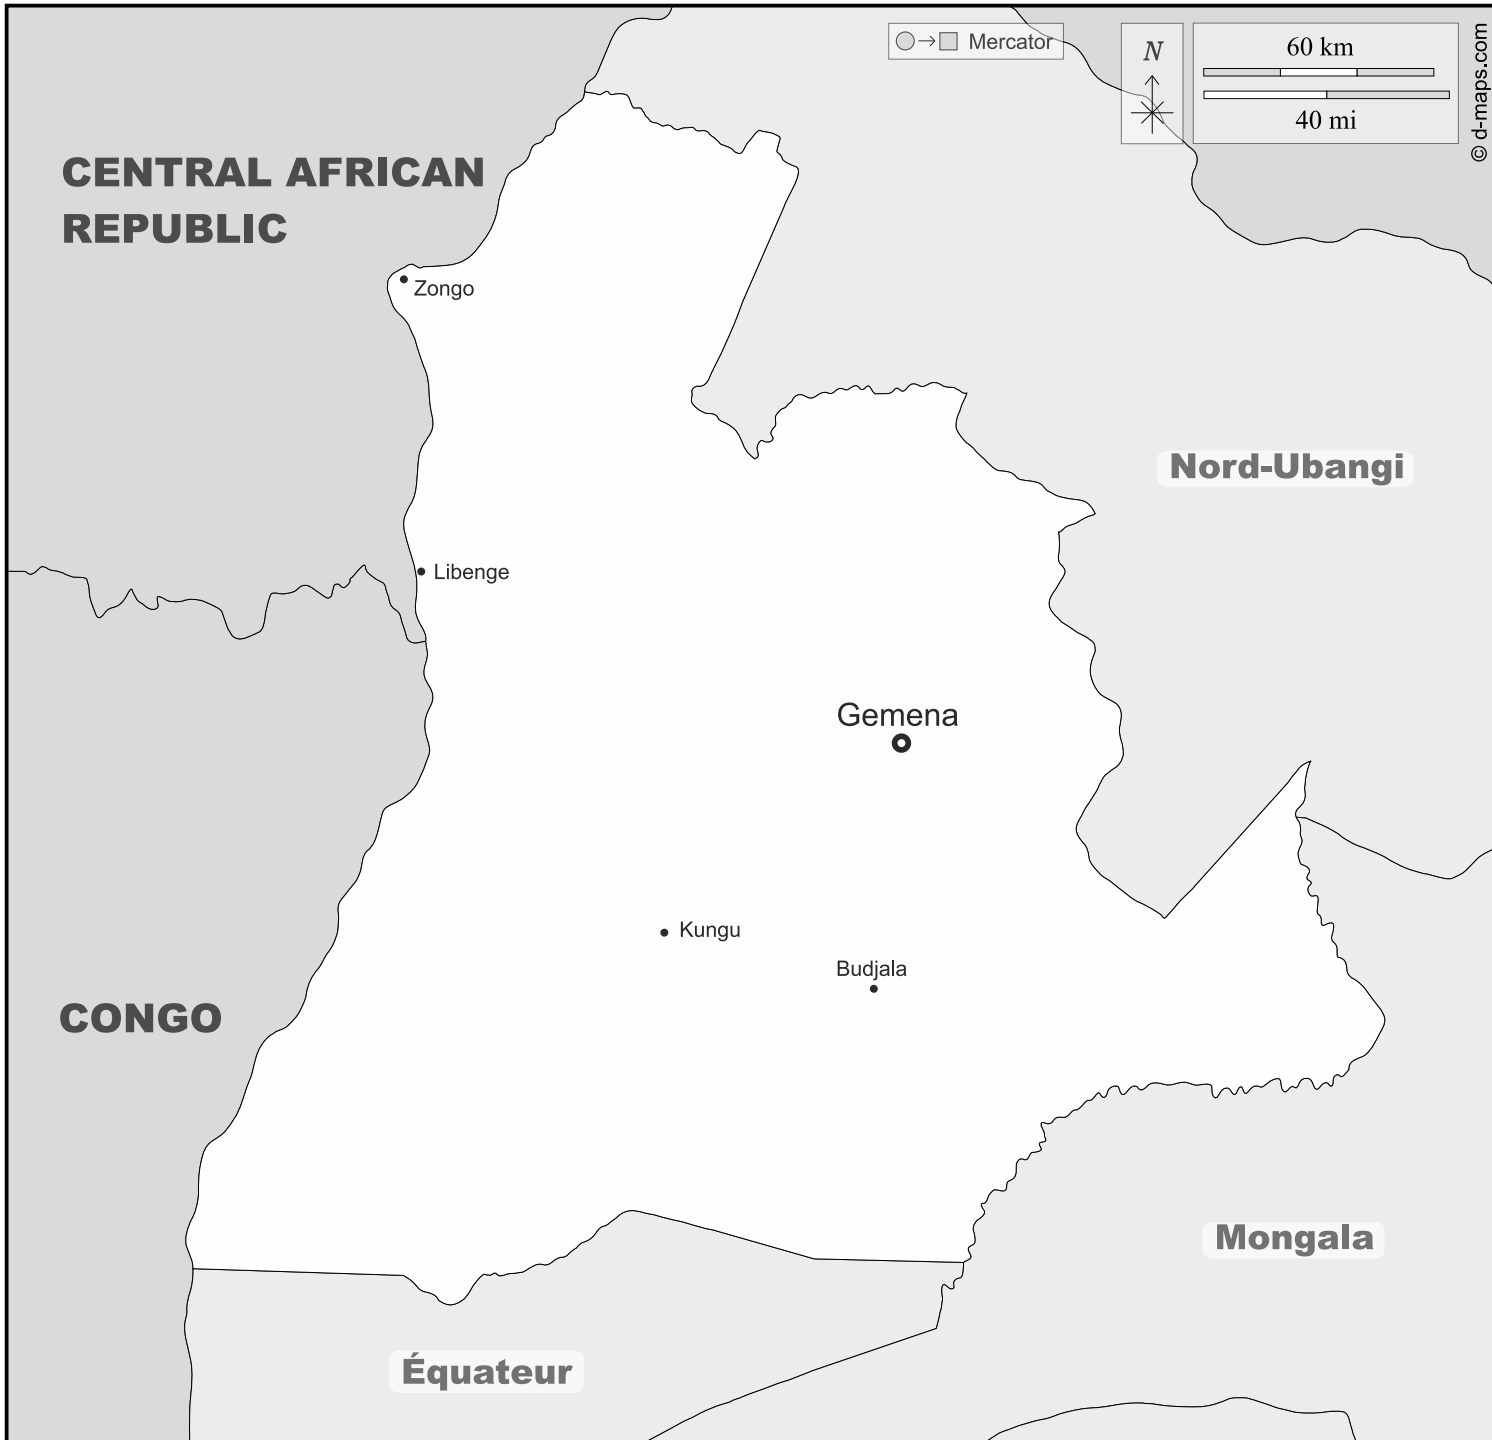 Mercator
N
60 km
40 mi
© d-maps.com
CENTRAL AFRICAN
REPUBLIC
Zongo
Nord-Ubangi
Libenge
Gemena
Kungu
Budjala
CONGO
Mongala
Équateur